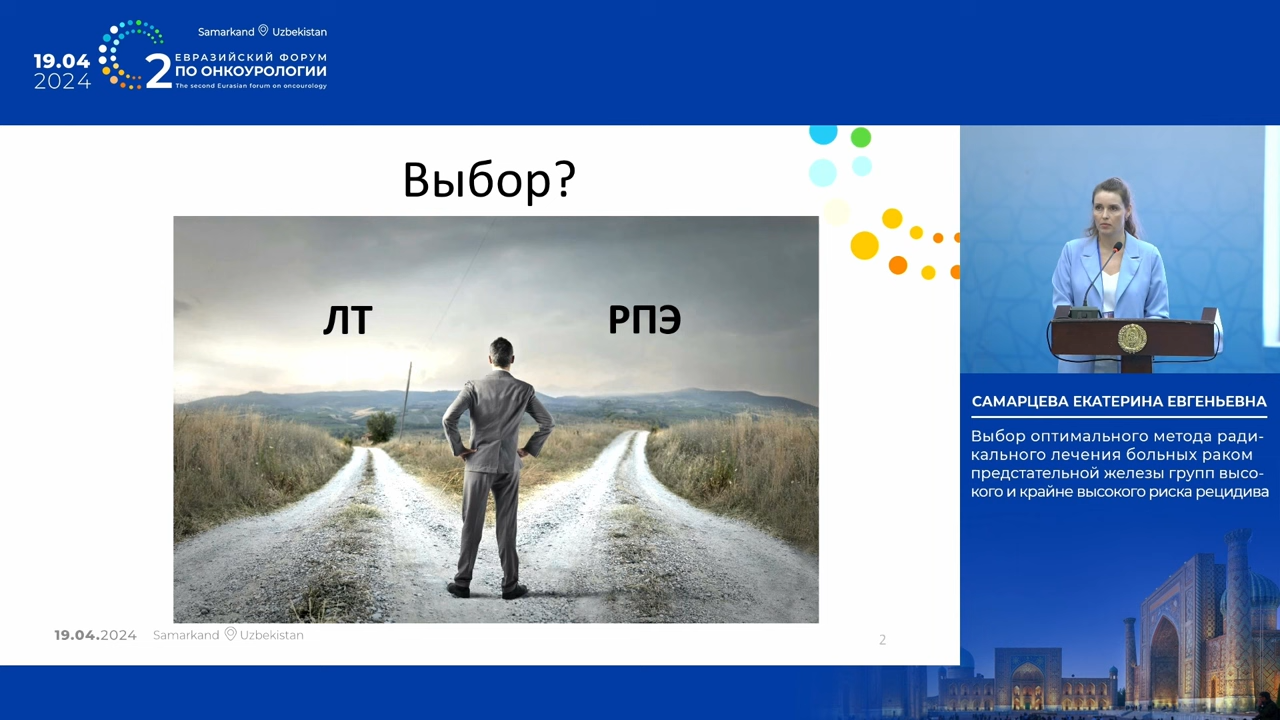 Samarkand Uzbekistan
19.04
2024
2
ЕВРАЗИЙСКИЙ ФОРУМ
ПО ОНКОУРОЛОГИИ
The second Eurasian forum on oncourology
Выбор?
ЛТ
РПЭ
19.04.2024 Samarkand Uzbekistan
2
САМАРЦЕВА ЕКАТЕРИНА ЕВГЕНЬЕВНА
Выбор оптимального метода ради-
кального лечения больных раком
предстательной железы групп высо-
кого и крайне высокого риска рецидива